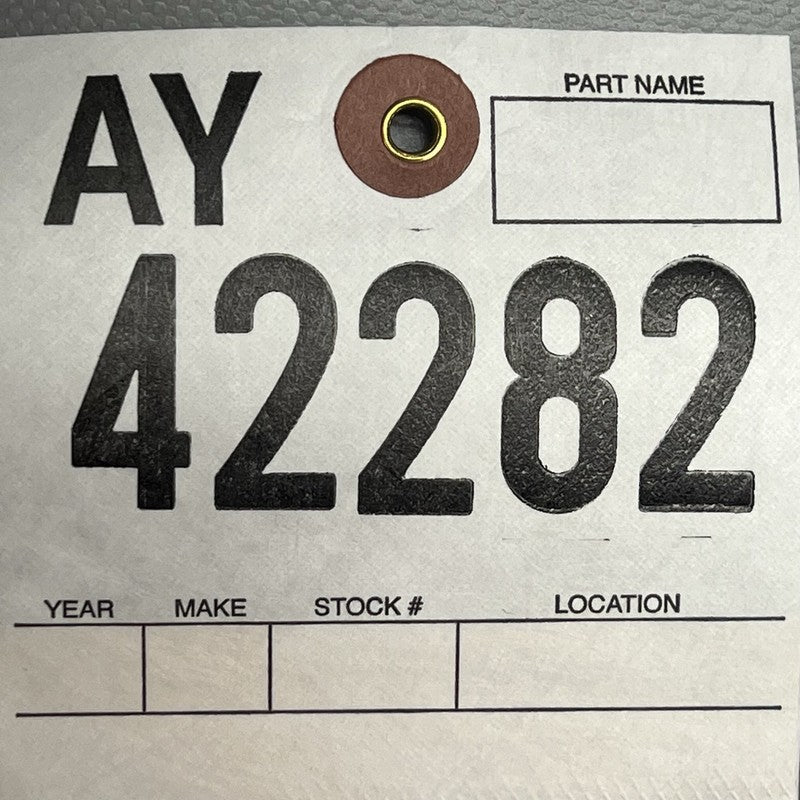 AY
PART NAME
42282
YEAR MAKE STOCK # LOCATION